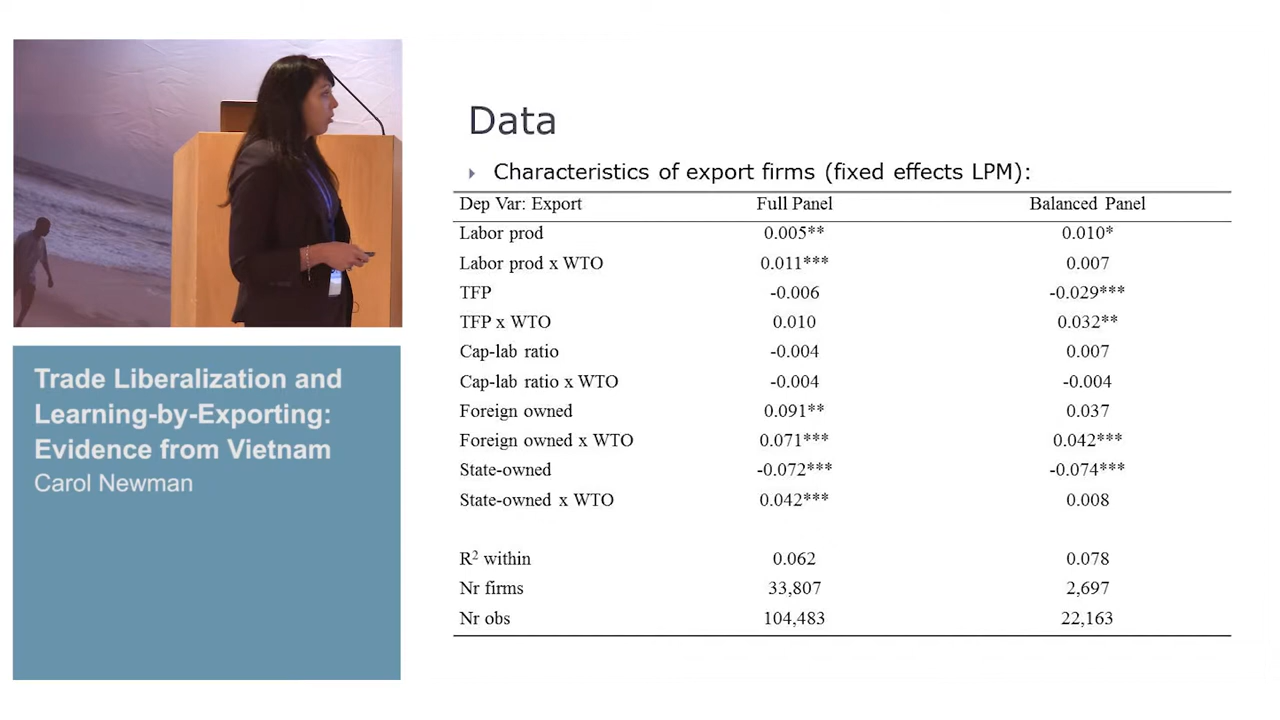 Data
Characteristics of export firms (fixed effects LPM):
Dep Var: Export Full Panel Balanced Panel
Labor prod 0.005** 0.010*
Labor prod x WTO 0.011*** 0.007
TFP -0.006 -0.029***
TFP x WTO 0.010 0.032**
Cap-lab ratio -0.004 0.007
Cap-lab ratio x WTO -0.004 -0.004
Foreign owned 0.091** 0.037
Foreign owned x WTO 0.071*** 0.042***
State-owned -0.072*** -0.074***
State-owned x WTO 0.042*** 0.008
R² within 0.062 0.078
Nr firms 33,807 2,697
Nr obs 104,483 22,163
Trade Liberalization and
Learning-by-Exporting:
Evidence from Vietnam
Carol Newman